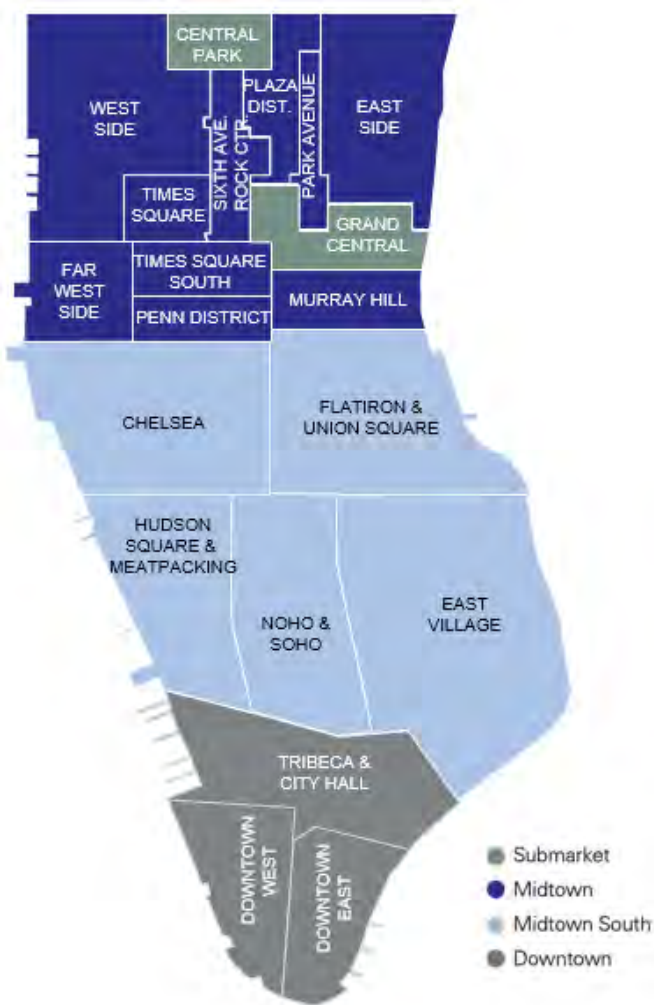 CENTRAL
PARK
WEST
SIDE
SIXTH AVE.
ROCK CTR.
PLAZA
DIST.
PARK AVENUE
EAST
SIDE
TIMES
SQUARE
GRAND
CENTRAL
FAR
WEST
SIDE
TIMES SQUARE
SOUTH
PENN DISTRICT
MURRAY HILL
CHELSEA
FLATIRON &
UNION SQUARE
HUDSON
SQUARE &
MEATPACKING
NOHO &
SOHO
EAST
VILLAGE
TRIBECA &
CITY HALL
DOWNTOWN
WEST
DOWNTOWN
EAST
Submarket
Midtown
Midtown South
Downtown